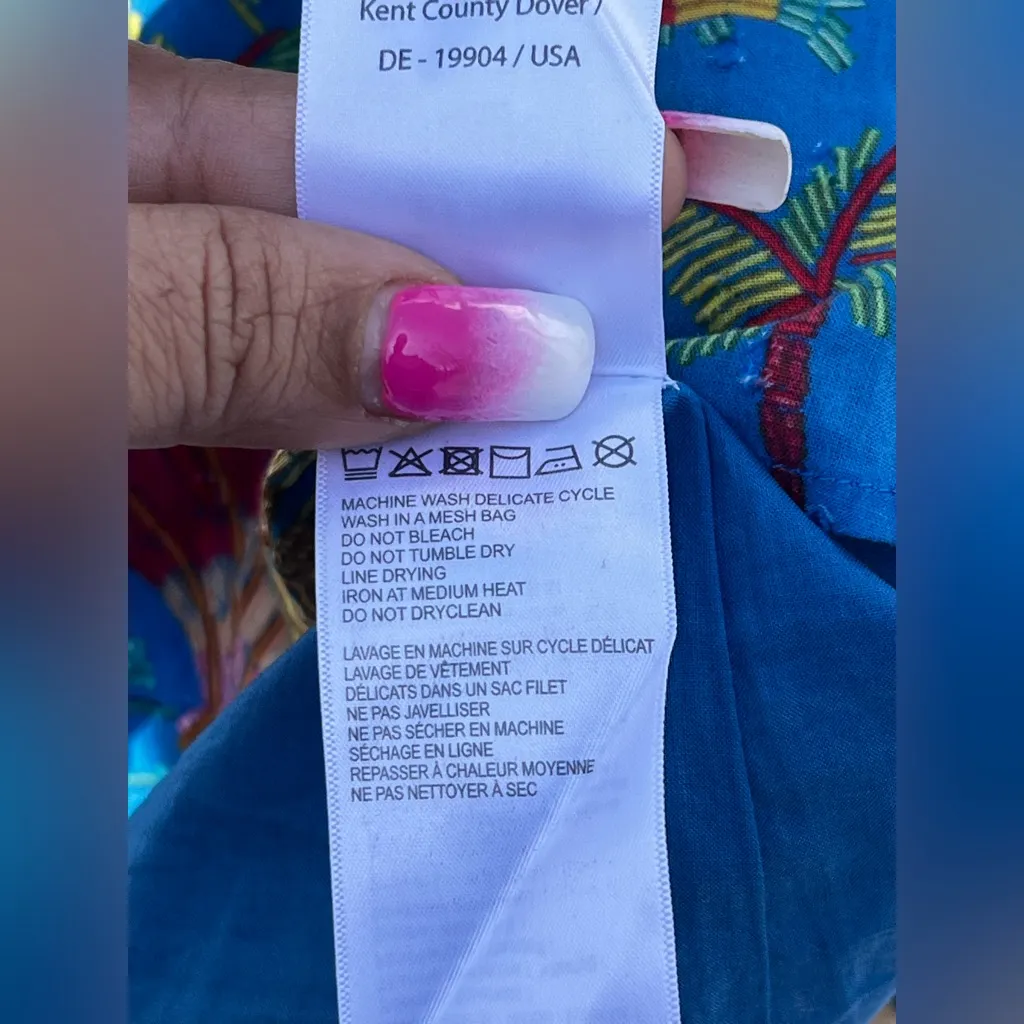 Kent County Dover /
DE - 19904 / USA
MACHINE WASH DELICATE CYCLE
WASH IN A MESH BAG
DO NOT BLEACH
DO NOT TUMBLE DRY
LINE DRYING
IRON AT MEDIUM HEAT
DO NOT DRYCLEAN
LAVAGE EN MACHINE SUR CYCLE DÉLICAT
LAVAGE DE VÊTEMENT
DÉLICATS DANS UN SAC FILET
NE PAS JAVELLISER
NE PAS SÉCHER EN MACHINE
SÉCHAGE EN LIGNE
REPASSER À CHALEUR MOYENNE
NE PAS NETTOYER À SEC